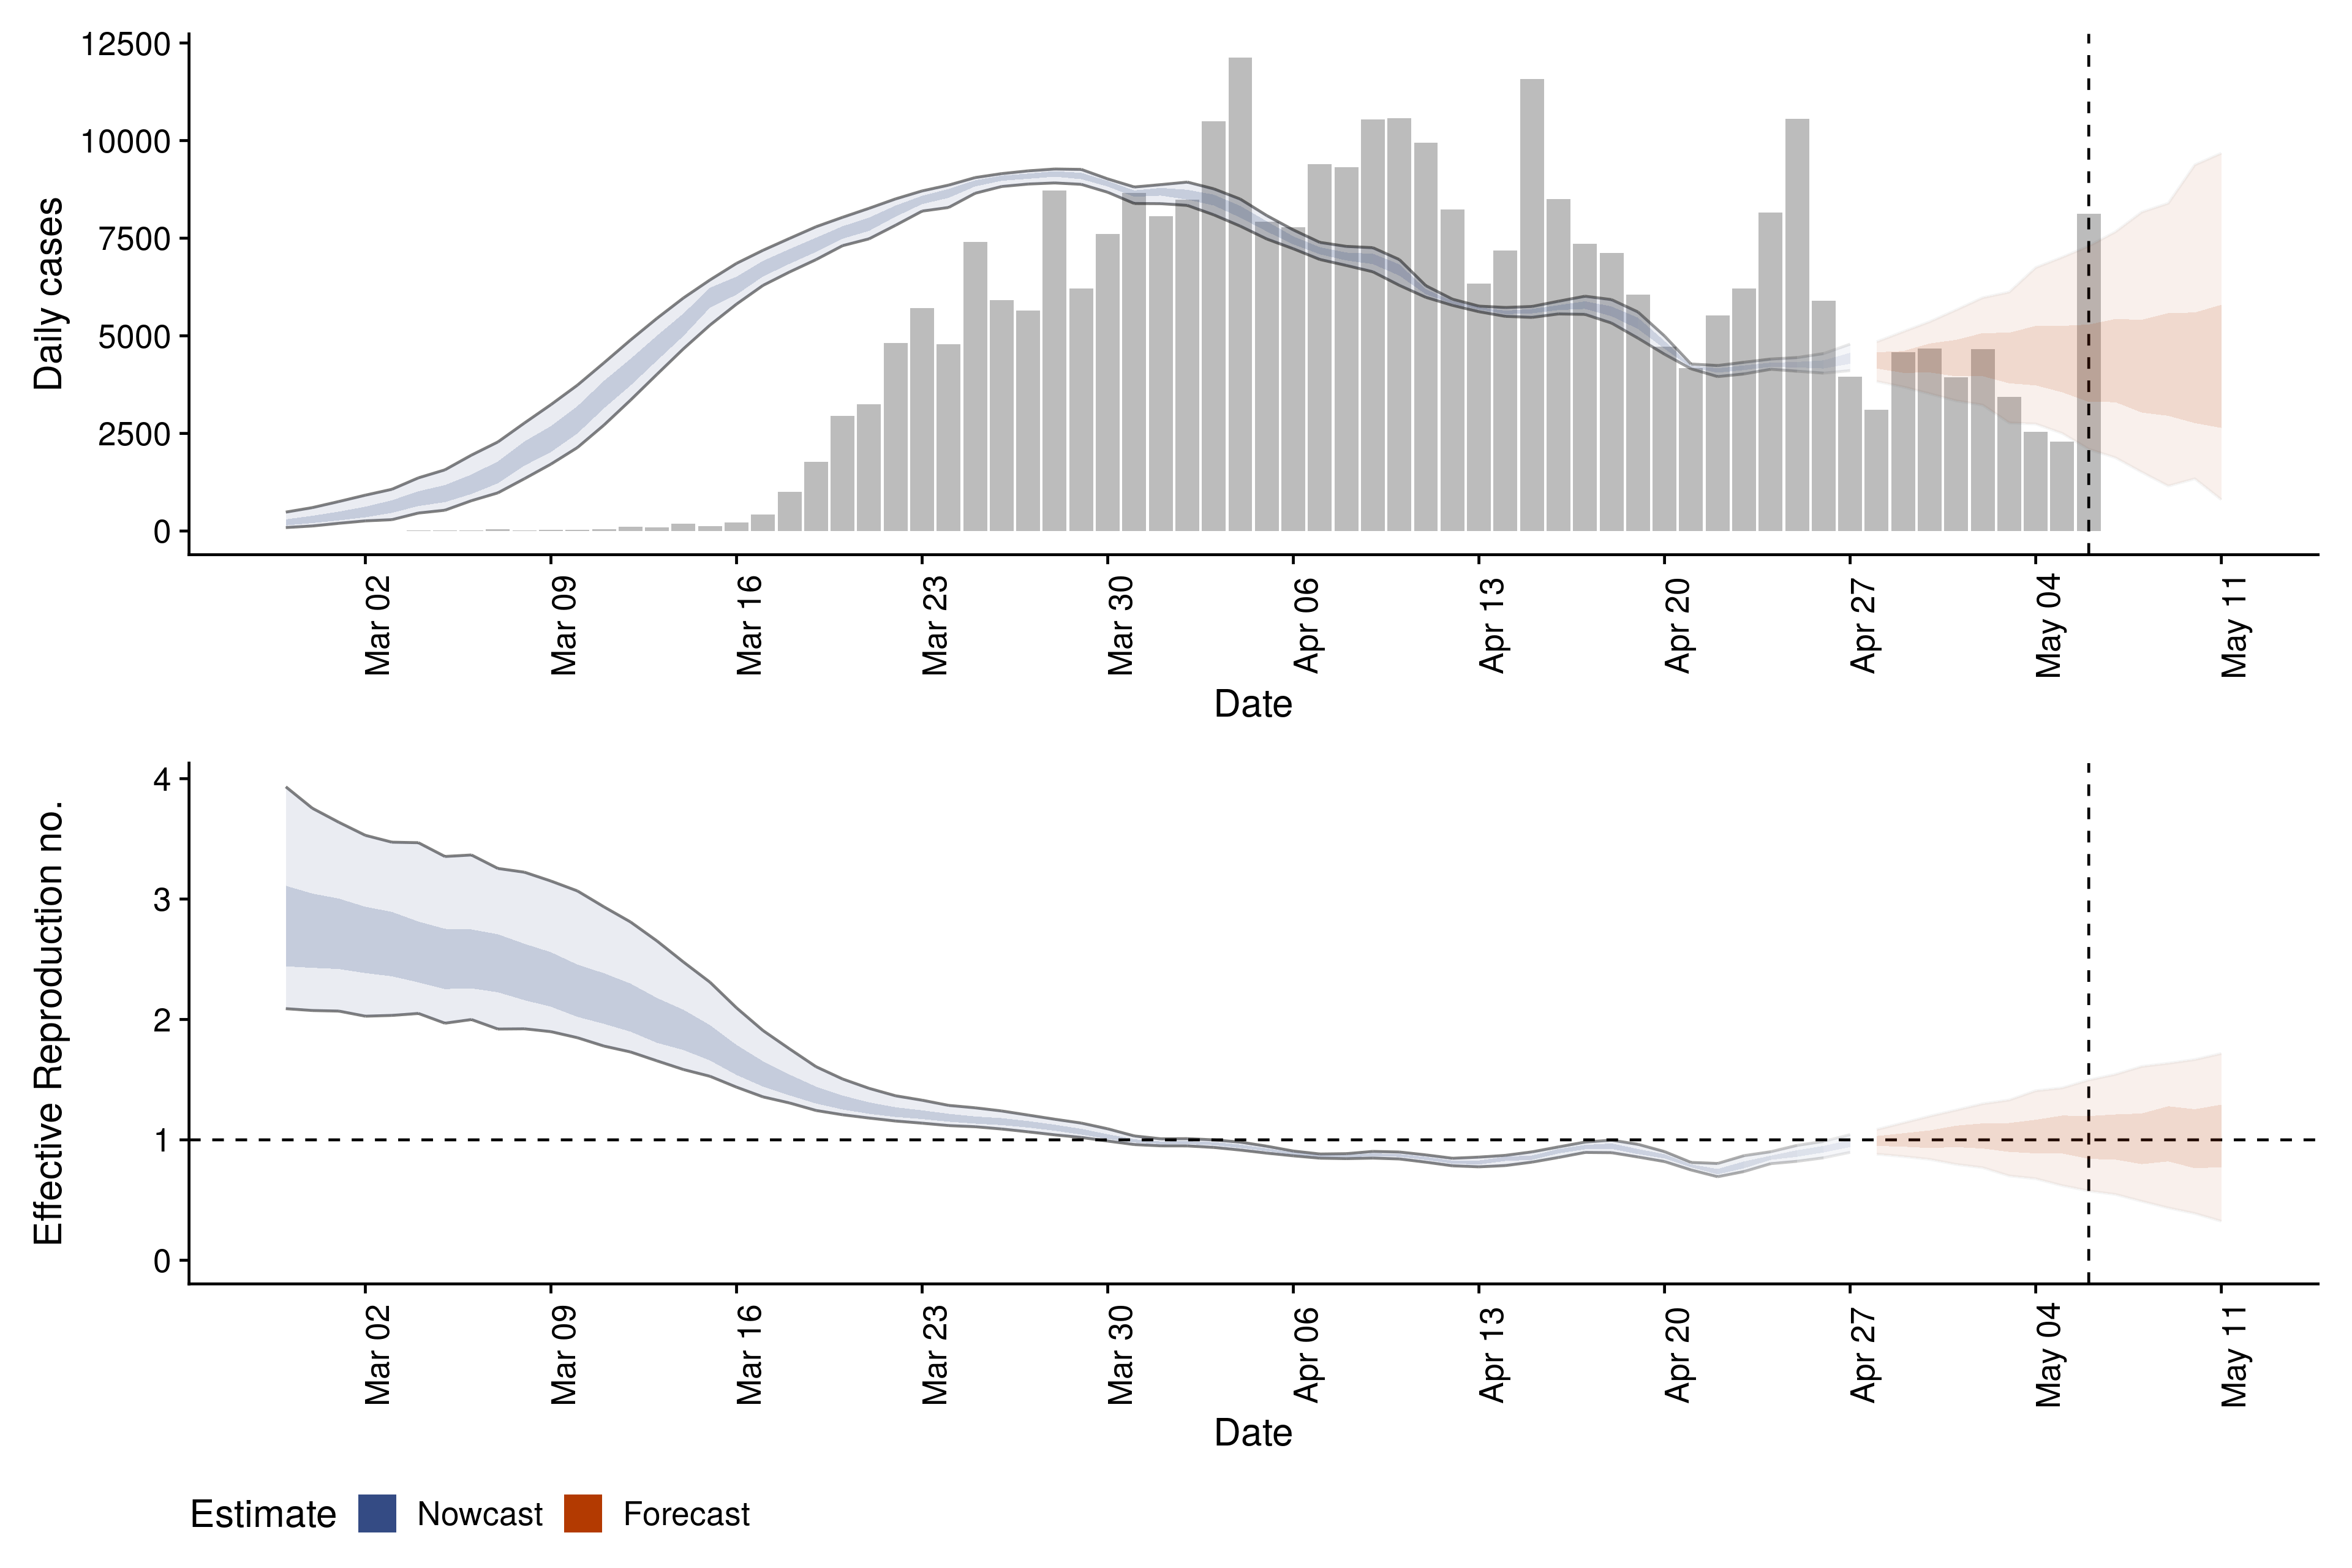 Daily cases
12500
10000
7500
5000
2500
0
Mar 02
Mar 09
Mar 16
Mar 23
Mar 30
Apr 06
Apr 13
Apr 20
Apr 27
May 04
May 11
Date
Effective Reproduction no.
4
3
2
1
0
Mar 02
Mar 09
Mar 16
Mar 23
Mar 30
Apr 06
Apr 13
Apr 20
Apr 27
May 04
May 11
Date
Estimate Nowcast Forecast